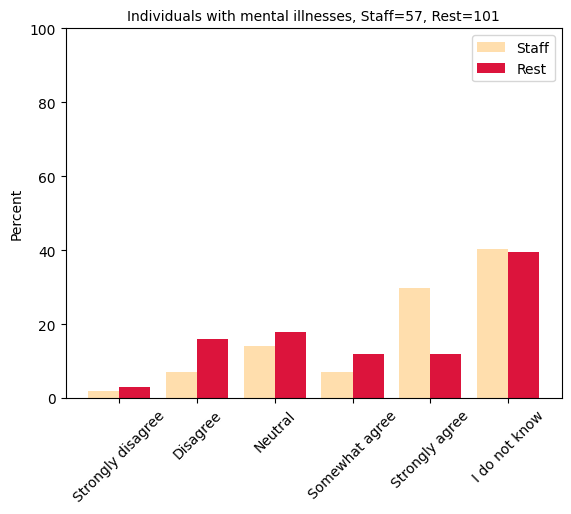 Individuals with mental illnesses, Staff=57, Rest=101
Staff
Rest
Percent
100
80
60
40
20
0
Strongly disagree
Disagree
Neutral
Somewhat agree
Strongly agree
I do not know